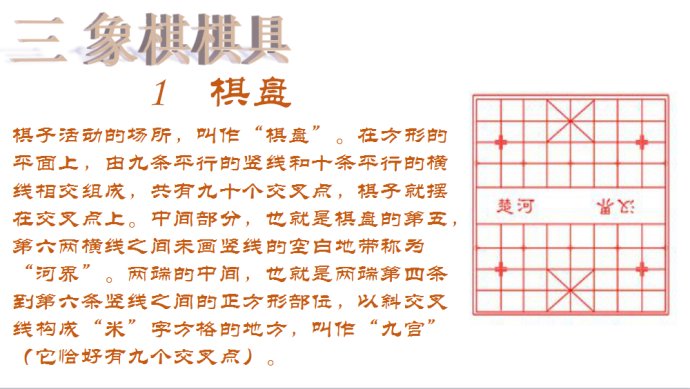 三 象棋棋具
1 棋盘
棋子活动的场所，叫作“棋盘”。在方形的
平面上，由九条平行的竖线和十条平行的横
线相交组成，共有九十个交叉点，棋子就摆
在交叉点上。中间部分，也就是棋盘的第五，
第六两横线之间未画竖线的空白地带称为
“河界”。两端的中间，也就是两端第四条
到第六条竖线之间的正方形部位，以斜交叉
线构成“米”字方格的地方，叫作“九宫”
（它恰好有九个交叉点）。
楚河 汉界